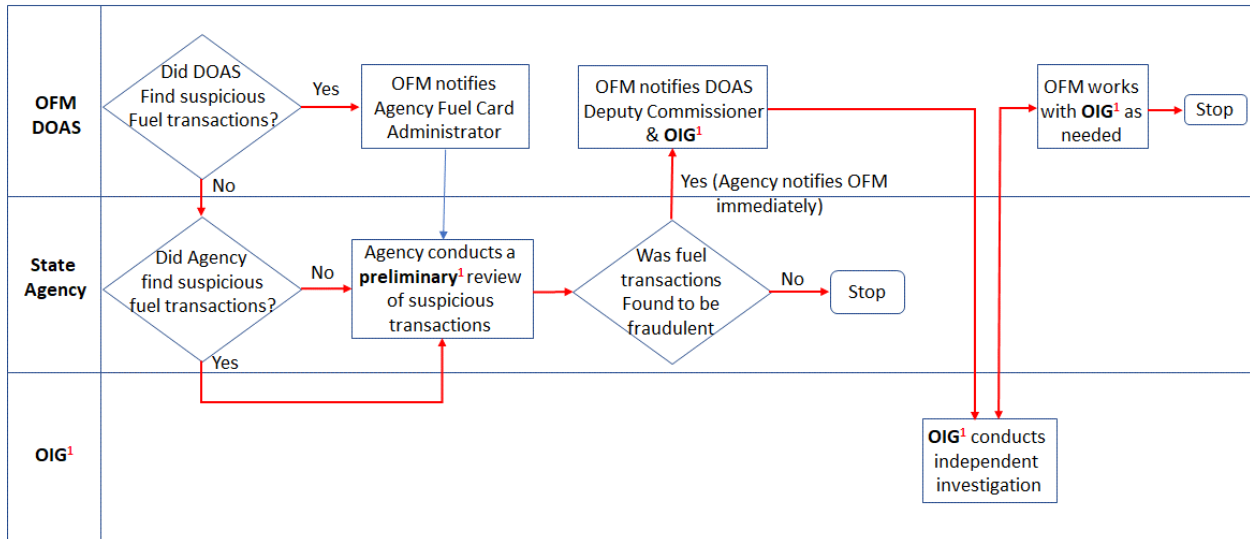 OFM
DOAS
Did DOAS
Find suspicious
Fuel transactions?
Yes
OFM notifies
Agency Fuel Card
Administrator
OFM notifies DOAS
Deputy Commissioner
& OIG¹
OFM works
with OIG¹ as
needed
Stop
No
Yes (Agency notifies OFM
immediately)
State
Agency
Did Agency
find suspicious
fuel transactions?
No
Agency conducts a
preliminary¹ review
of suspicious
transactions
Was fuel
transactions
Found to be
fraudulent
No
Stop
Yes
OIG¹
OIG¹ conducts
independent
investigation